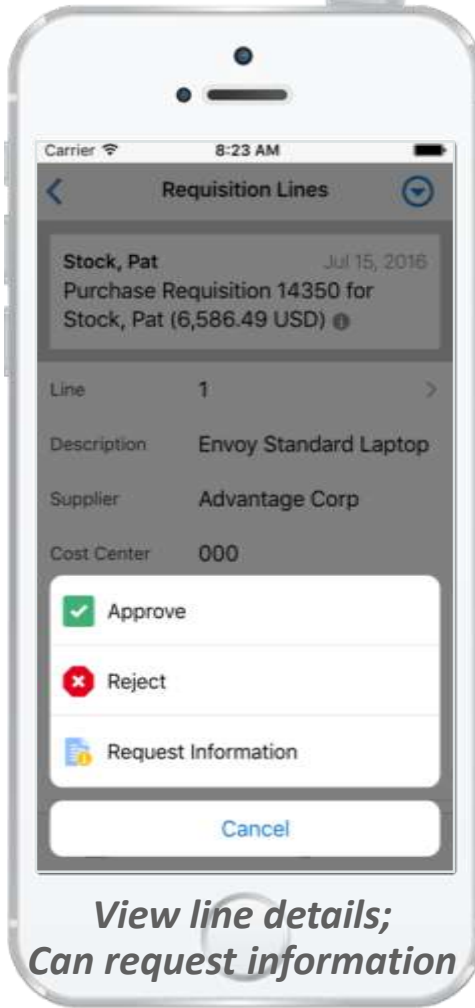 Carrier 8:23 AM
Requisition Lines
Stock, Pat Jul 15, 2016
Purchase Requisition 14350 for
Stock, Pat (6,586.49 USD)
Line 1
Description Envoy Standard Laptop
Supplier Advantage Corp
Cost Center 000
Approve
Reject
Request Information
Cancel
View line details;
Can request information